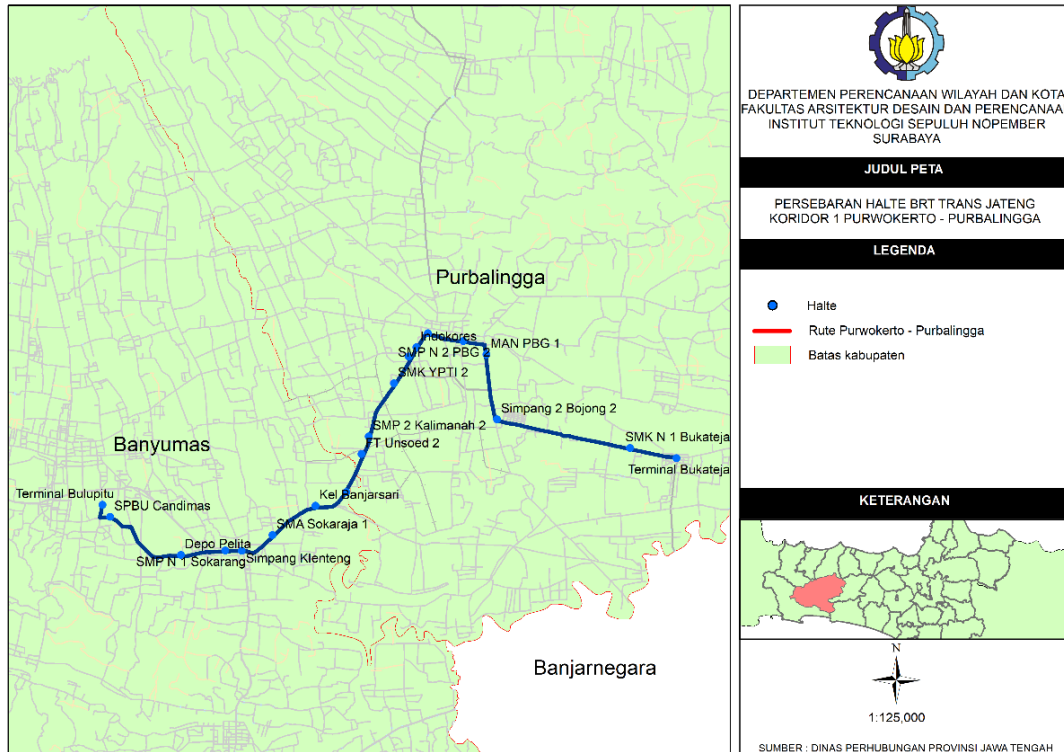 Purbalingga
Indokores
MAN PBG 1
SMP N 2 PBG 2
SMK YPTI 2
Simpang 2 Bojong 2
SMP 2 Kalimanah 2
FT Unsoed 2
SMK N 1 Bukateja
Terminal Bukateja
Banyumas
Terminal Bulupitu
SPBU Candimas
Kel Banjarsari
SMA Sokaraja 1
Depo Pelita
SMP N 1 Sokarang
Simpang Klenteng
Banjarnegara
DEPARTEMEN PERENCANAAN WILAYAH DAN KOTA
FAKULTAS ARSITEKTUR DESAIN DAN PERENCANAA
INSTITUT TEKNOLOGI SEPULUH NOPEMBER
SURABAYA
JUDUL PETA
PERSEBARAN HALTE BRT TRANS JATENG
KORIDOR 1 PURWOKERTO - PURBALINGGA
LEGENDA
Halte
Rute Purwokerto - Purbalingga
Batas kabupaten
KETERANGAN
N
1:125,000
SUMBER : DINAS PERHUBUNGAN PROVINSI JAWA TENGAH